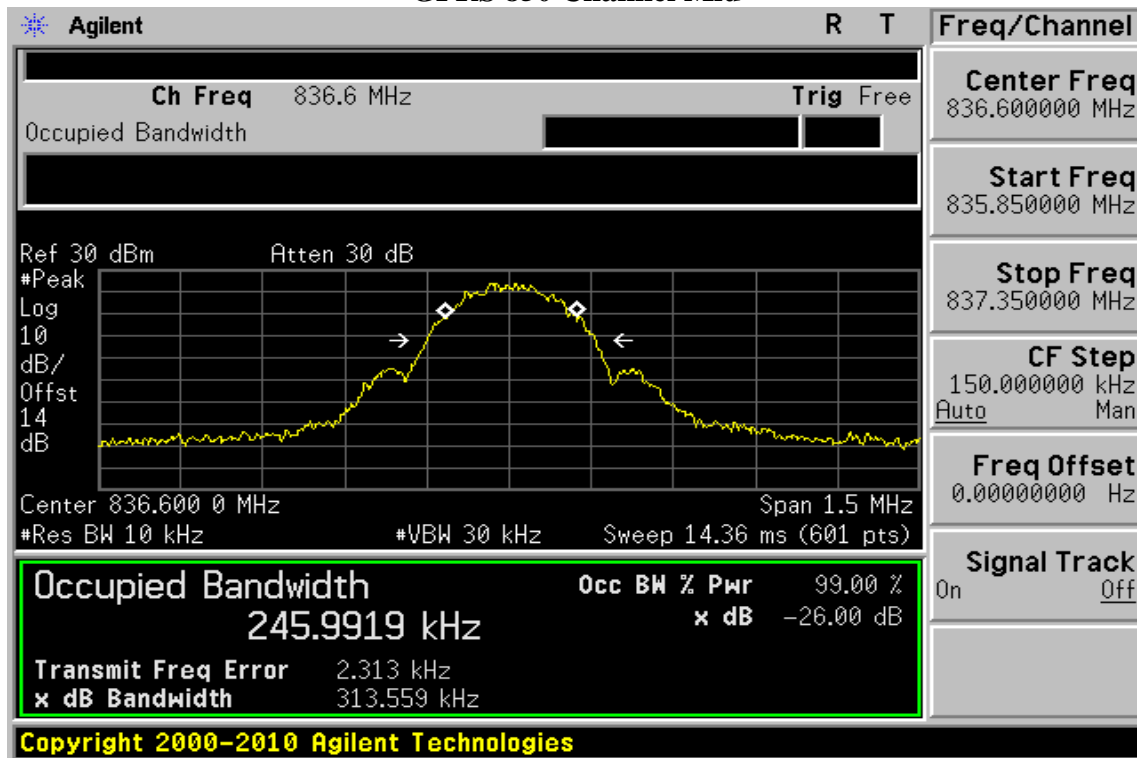 Agilent R T Freq/Channel
Ch Freq 836.6 MHz Trig Free
Occupied Bandwidth
Center Freq
836.600000 MHz
Start Freq
835.850000 MHz
Stop Freq
837.350000 MHz
CF Step
150.000000 kHz
Auto Man
Freq Offset
0.00000000 Hz
Signal Track
On Off
Ref 30 dBm Atten 30 dB
#Peak
Log
10
dB/
Offst
14
dB
Center 836.600 0 MHz Span 1.5 MHz
#Res BW 10 kHz #VBW 30 kHz Sweep 14.36 ms (601 pts)
Occupied Bandwidth
245.9919 kHz
Occ BW % Pwr 99.00 %
x dB -26.00 dB
Transmit Freq Error 2.313 kHz
x dB Bandwidth 313.559 kHz
Copyright 2000-2010 Agilent Technologies